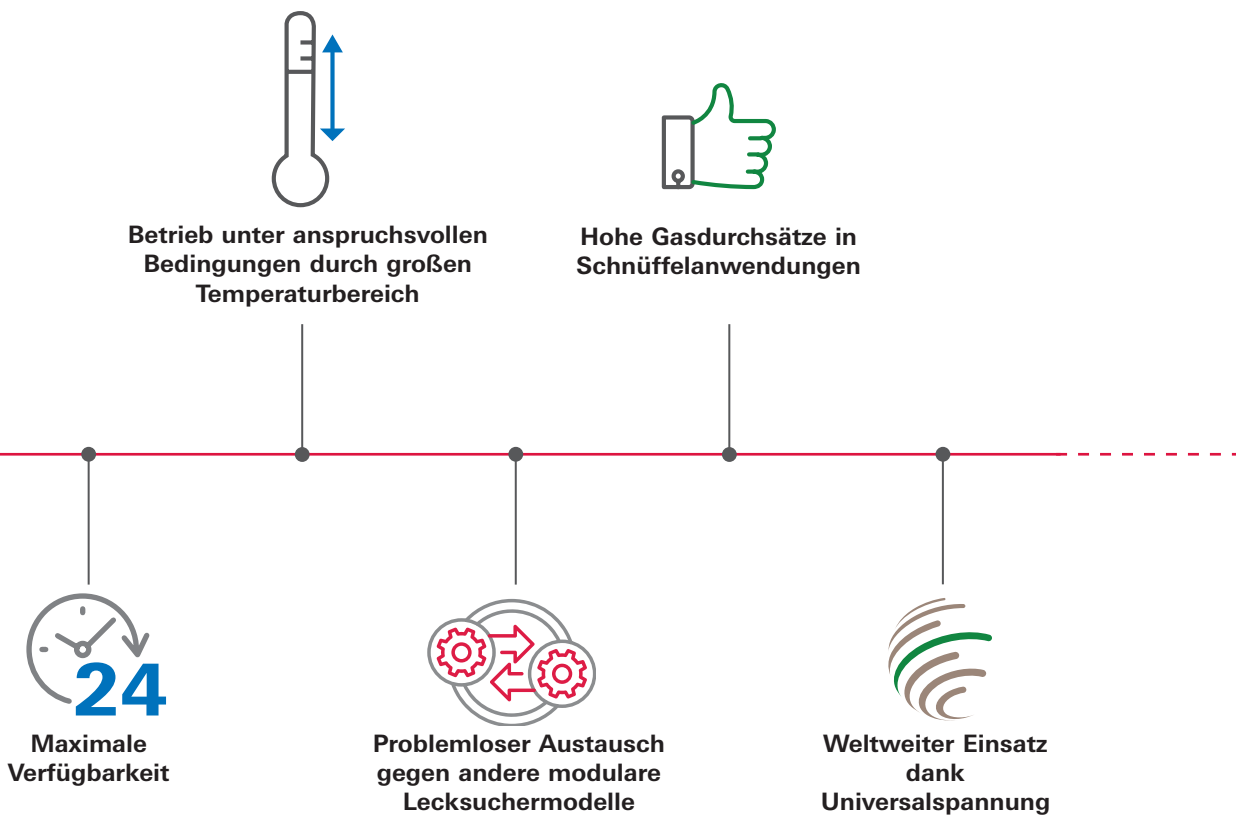 Betrieb unter anspruchsvollen
Bedingungen durch großen
Temperaturbereich
Hohe Gasdurchsätze in
Schnüffelanwendungen
24
Maximale
Verfügbarkeit
Problemloser Austausch
gegen andere modulare
Lecksuchermodelle
Weltweiter Einsatz
dank
Universalspannung